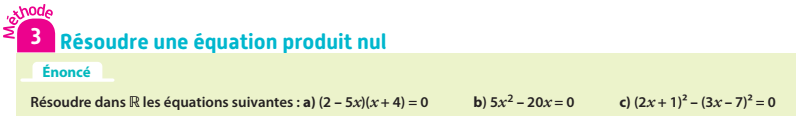 Méthode
3 Résoudre une équation produit nul
Énoncé
Résoudre dans ℝ les équations suivantes : a) (2 – 5x)(x + 4) = 0 b) 5x² – 20x = 0 c) (2x + 1)² – (3x – 7)² = 0